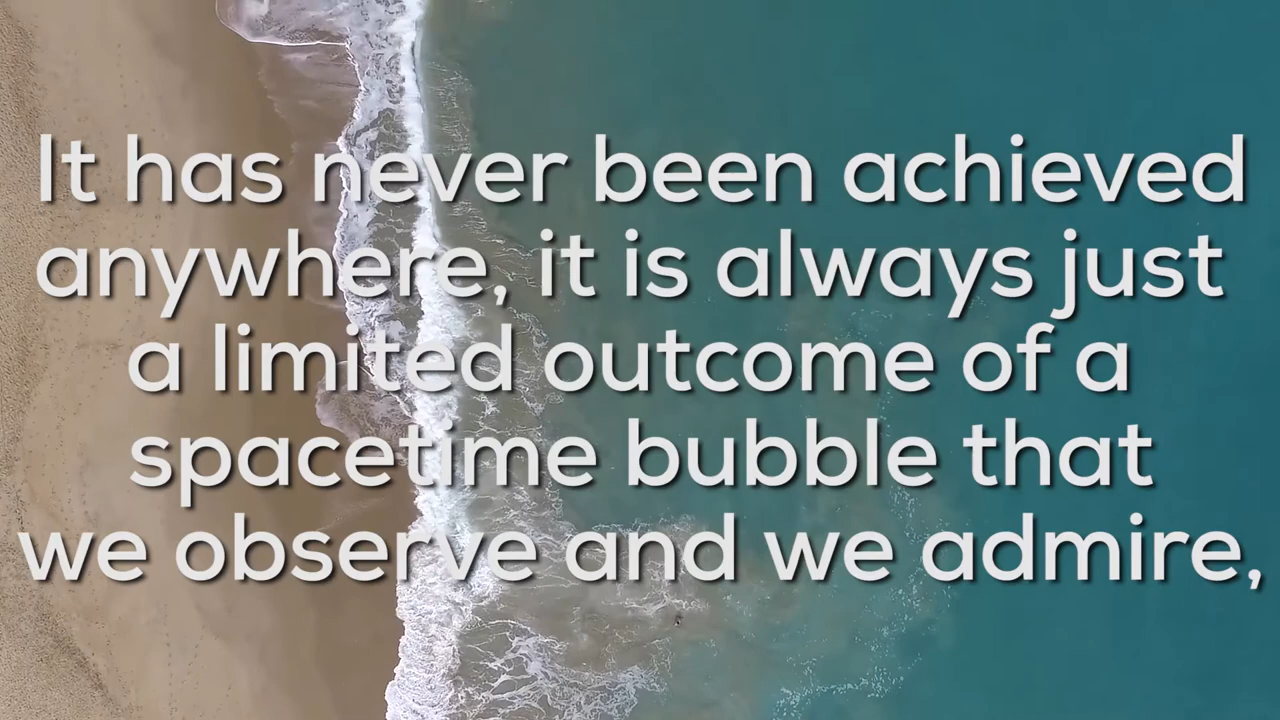 It has never been achieved
anywhere, it is always just
a limited outcome of a
spacetime bubble that
we observe and we admire,